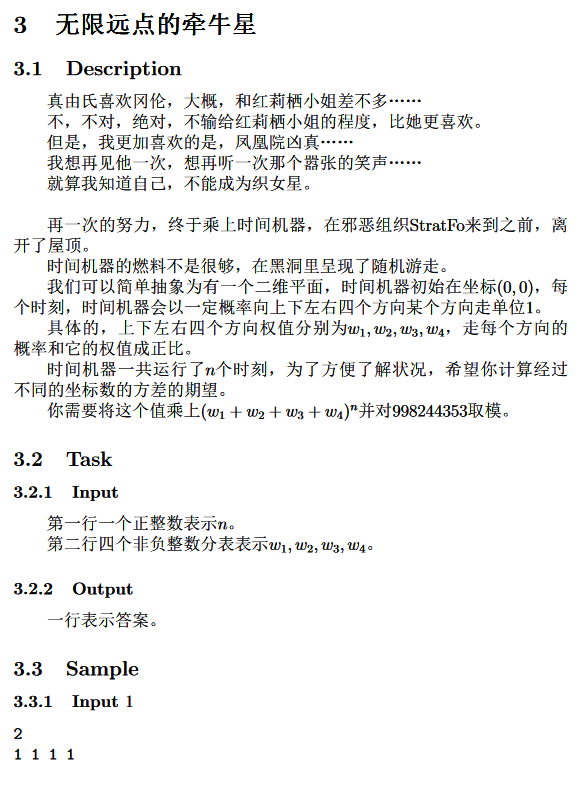 3 无限远点的牵牛星
3.1 Description
真由氏喜欢冈伦，大概，和红莉栖小姐差不多……
不，不对，绝对，不输给红莉栖小姐的程度，比她更喜欢。
但是，我更加喜欢的是，凤凰院凶真……
我想再见他一次，想再听一次那个嚣张的笑声……
就算我知道自己，不能成为织女星。
再一次的努力，终于乘上时间机器，在邪恶组织StratFo来到之前，离
开了屋顶。
时间机器的燃料不是很够，在黑洞里呈现了随机游走。
我们可以简单抽象为有一个二维平面，时间机器初始在坐标(0,0)，每
个时刻，时间机器会以一定概率向上下左右四个方向某个方向走单位1。
具体的，上下左右四个方向权值分别为w₁,w₂,w₃,w₄，走每个方向的
概率和它的权值成正比。
时间机器一共运行了n个时刻，为了方便了解状况，希望你计算经过
不同的坐标数的方差的期望。
你需要将这个值乘上(w₁ + w₂ + w₃ + w₄)ⁿ并对998244353取模。
3.2 Task
3.2.1 Input
第一行一个正整数表示n。
第二行四个非负整数分表表示w₁,w₂,w₃,w₄。
3.2.2 Output
一行表示答案。
3.3 Sample
3.3.1 Input 1
2
1 1 1 1